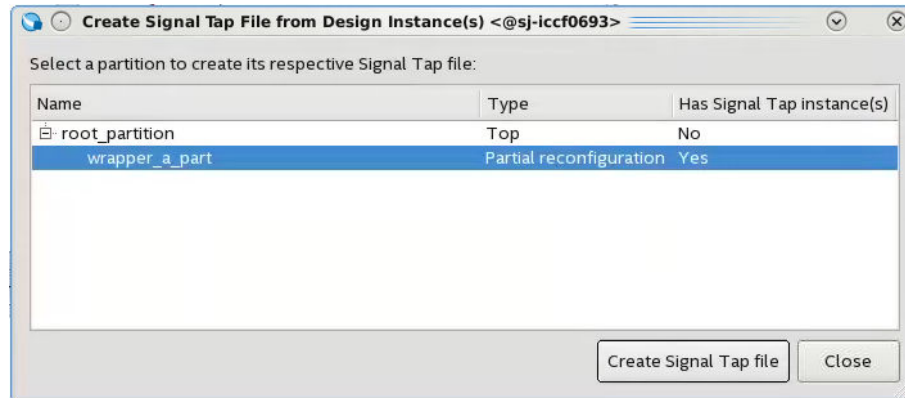 Create Signal Tap File from Design Instance(s) <@sj-iccf0693>
Select a partition to create its respective Signal Tap file:
Name Type Has Signal Tap instance(s)
root_partition Top No
wrapper_a_part Partial reconfiguration Yes
Create Signal Tap file Close